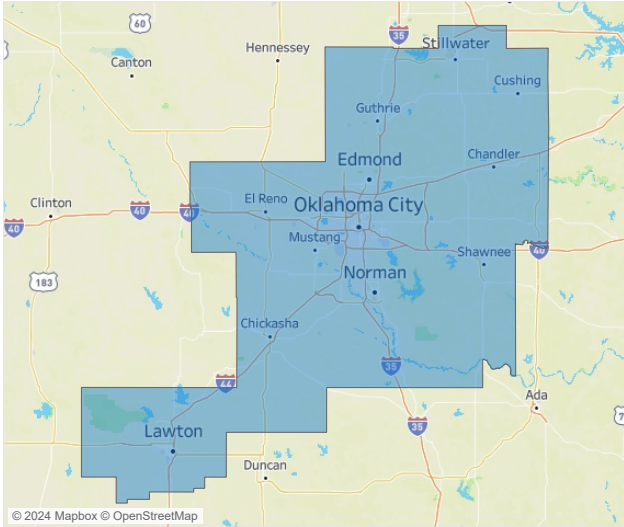 60
35
Stillwater
Hennessey
Canton
Cushing
Guthrie
Edmond
Chandler
El Reno
Clinton
Oklahoma City
40
40
40
Mustang
Shawnee
40
Norman
183
Chickasha
35
44
Ada
35
7
Lawton
Duncan
© 2024 Mapbox © OpenStreetMap